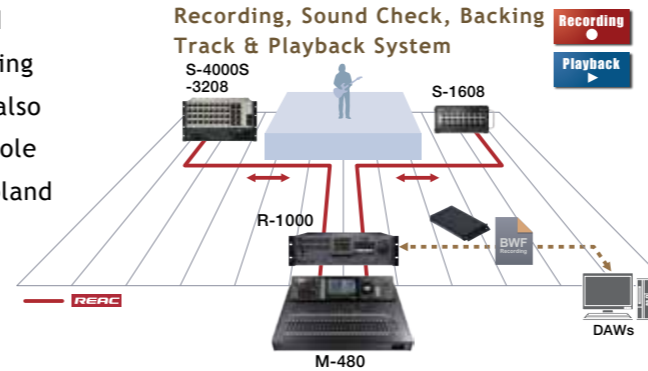 ing
also
ole
land
Recording, Sound Check, Backing
Track & Playback System
Recording
Playback
S-4000S
-3208
S-1608
R-1000
BWF
Recording
REAC
DAWs
M-480